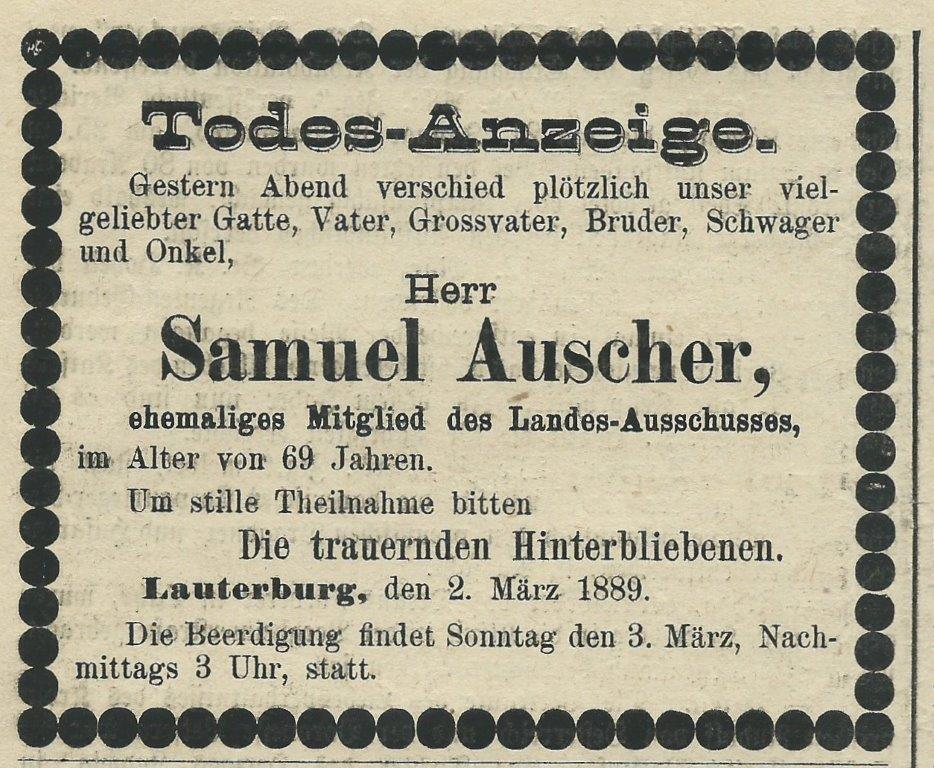 Todes-Anzeige.
Gestern Abend verschied plötzlich unser viel-
geliebter Gatte, Vater, Grossvater, Bruder, Schwager
und Onkel,
Herr
Samuel Auscher,
ehemaliges Mitglied des Landes-Ausschusses,
im Alter von 69 Jahren.
Um stille Theilnahme bitten
Die trauernden Hinterbliebenen.
Lauterburg, den 2. März 1889.
Die Beerdigung findet Sonntag den 3. März, Nach-
mittags 3 Uhr, statt.